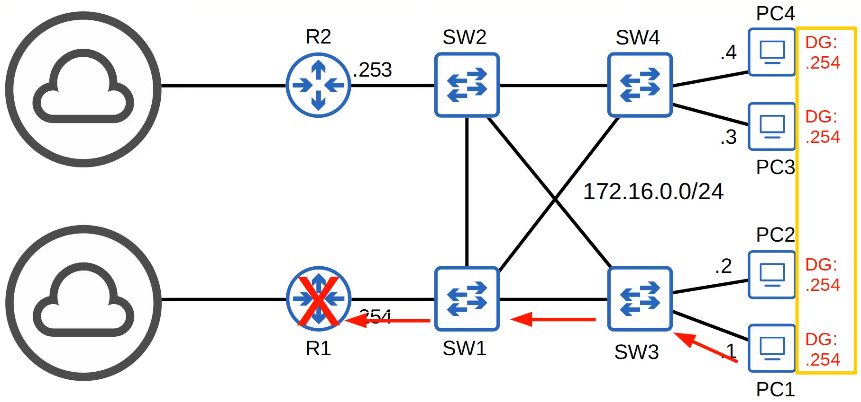 PC4
R2
SW2
SW4
DG:
.254
.4
.253
DG:
.254
.3
PC3
172.16.0.0/24
PC2
.2
DG:
.254
.254
DG:
.254
.1
R1
SW1
SW3
PC1